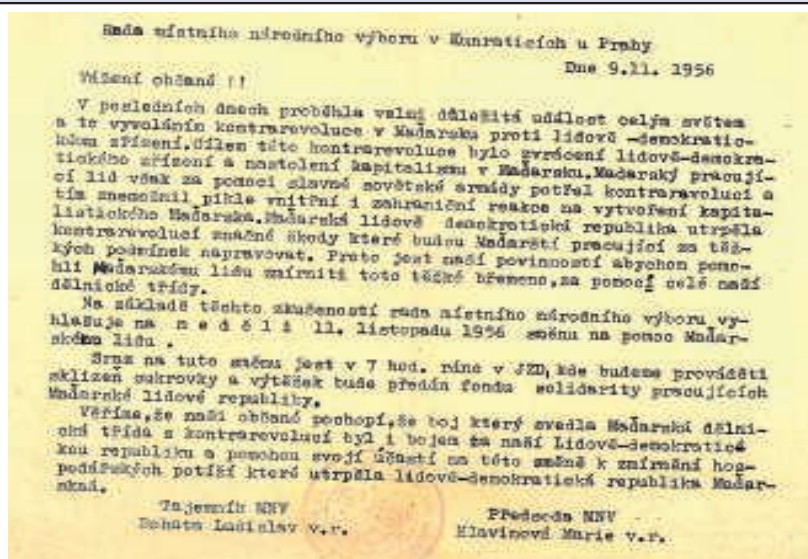 Rada místního národního výboru v Kunraticích u Prahy
Dne 9.11. 1956
Vážení občané !!
V posledních dnech proběhla velmi důležitá událost celým světem
a to vyvoláním kontrarevoluce v Maďarsku proti lidově -demokratic-
kému zřízení.Cílem této kontrarevoluce bylo zvrácení lidově-demokra-
tického zřízení a nastolení kapitalismu v Maďarsku.Maďarský pracují-
cí lid však za pomoci slavné sovětské armády potřel kontrarevoluci a
tím znemožnil pikle vnitřní i zahraniční reakce na vytvoření kapita-
listického Maďarska.Maďarská lidově demokratická republika utrpěla
kontrarevolucí značné škody které budou Maďarští pracující za těž-
kých podmínek napravovat. Proto jest naší povinností abychom pomo-
hli Maďarskému lidu zmírniti toto těžké břemeno,za pomocí celé naší
dělnické třídy.
Na základě těchto zkušeností rada místního národního výboru vy-
hlašuje na n e d ě l i 11. listopadu 1956 směnu na pomoc Maďar-
skému lidu .
Sraz na tuto směnu jest v 7 hod. ráno v JZD,kde budeme prováděti
sklizeň cukrovky a výtěžek bude předán fondu solidarity pracujících
Maďarské lidové republiky.
Věříme,že naši občané pochopí,že boj který svedla Maďarská dělnic-
ká třída s kontrarevolucí byl i bojem za naší Lidově-demokratic
kou republiku a pomohou svojí účastí na této směně k zmírnění hos-
podářských potíží které utrpěla lidově-demokratická republika Maďar-
ská.
Tajemník MNV
Předseda MNV
Ladislav v.r.
Hlavinová Marie v.r.